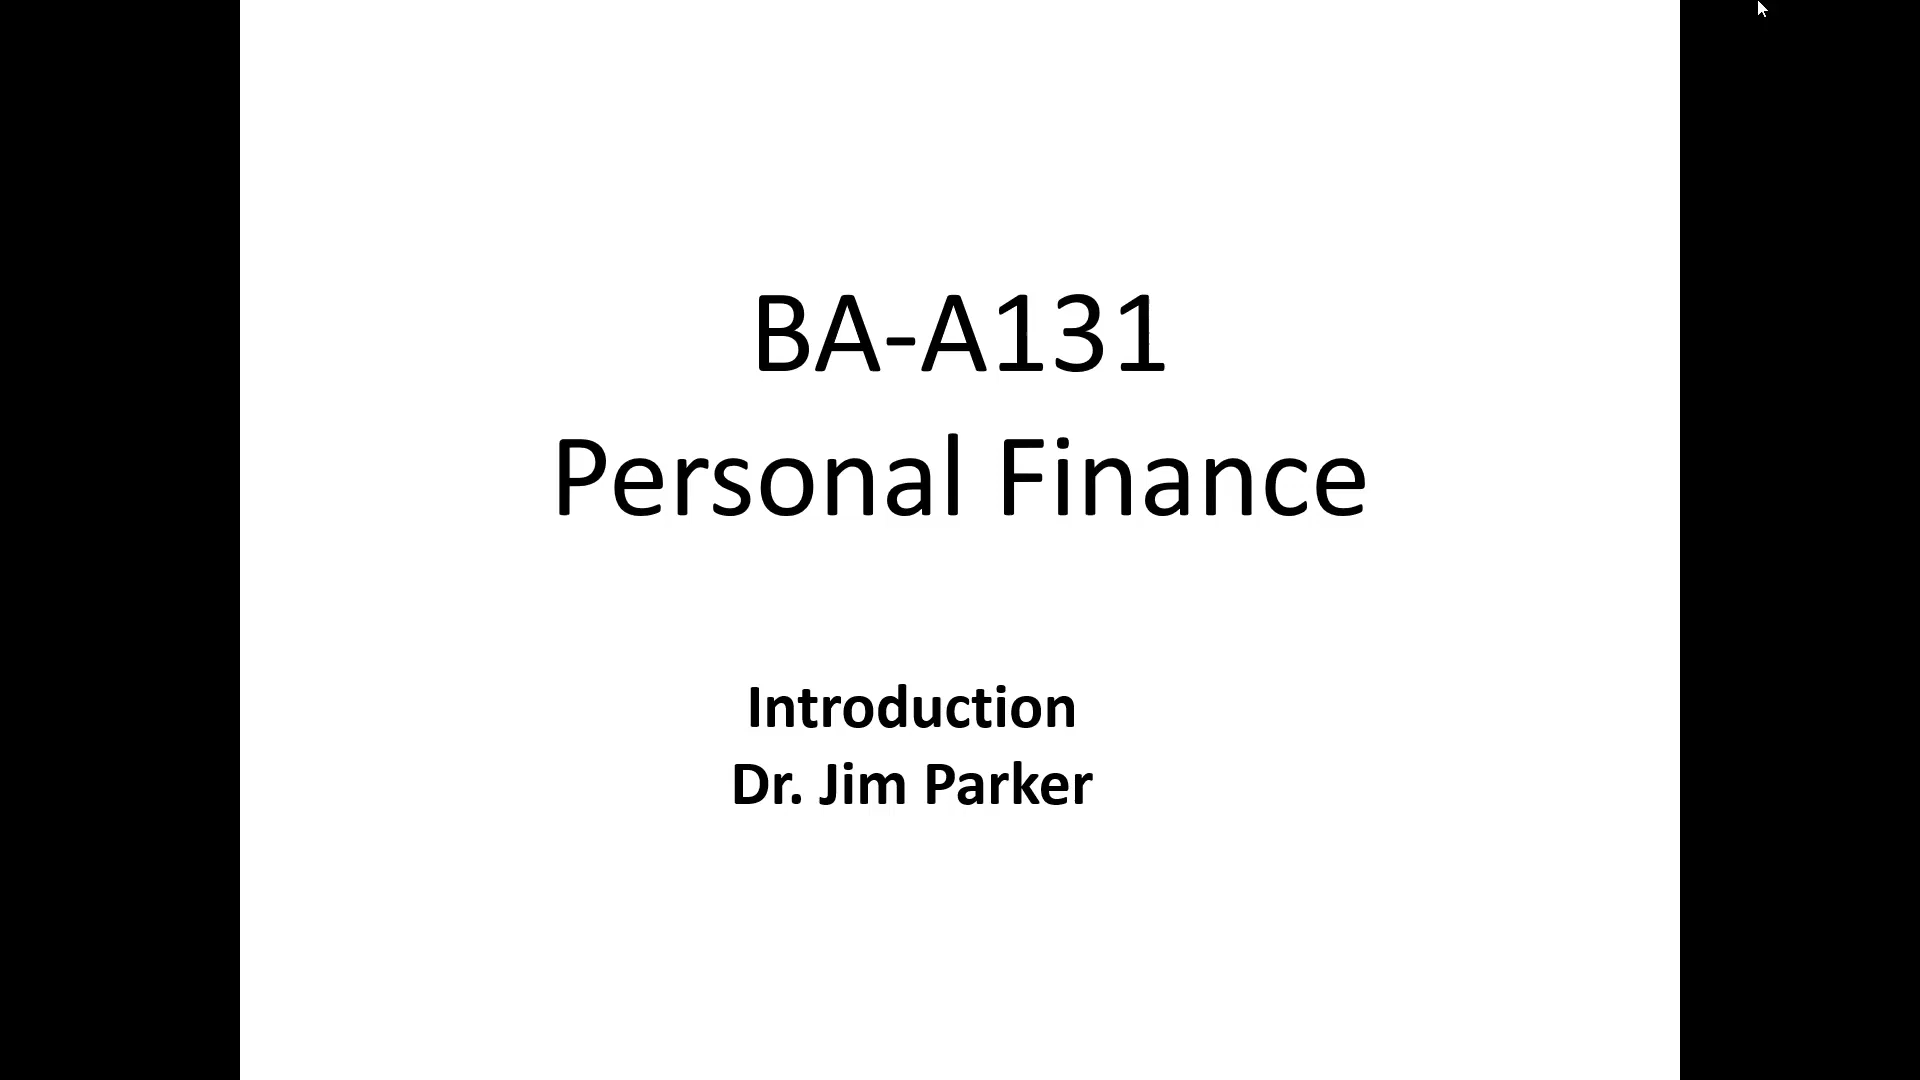 BA-A131
Personal Finance
Introduction
Dr. Jim Parker